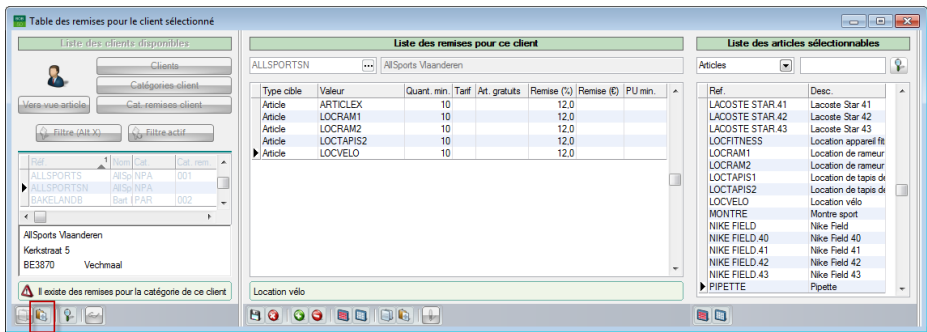 Table des remises pour le client sélectionné
Liste des clients disponibles
Clients
Catégories client
Vers vue article
Cat. remises client
Filtre (Alt X)
Filtre actif
Réf. 1 Nom Cat. Cat. rem.
ALLSPORTS AllSp NPA 001
ALLSPORTSN AllSp NPA
BAKELANDB Bart I PAR 002
AllSports Vlaanderen
Kerkstraat 5
BE3870 Vechmaal
Il existe des remises pour la catégorie de ce client
Liste des remises pour ce client
ALLSPORTSN ... AllSports Vlaanderen
Type cible Valeur Quant. min. Tarif Art. gratuits Remise (%) Remise (€) PU min.
Article ARTICLEX 10 12,0
Article LOCRAM1 10 12,0
Article LOCRAM2 10 12,0
Article LOCTAPIS2 10 12,0
Article LOCVELO 10 12,0
Location vélo
Liste des articles sélectionnables
Articles
Ref. Desc.
LACOSTE STAR.41 Lacoste Star 41
LACOSTE STAR.42 Lacoste Star 42
LACOSTE STAR.43 Lacoste Star 43
LOCFITNESS Location appareil fit
LOCRAM1 Location de rameur
LOCRAM2 Location de rameur
LOCTAPIS1 Location de tapis de
LOCTAPIS2 Location de tapis de
LOCVELO Location vélo
MONTRE Montre sport
NIKE FIELD Nike Field
NIKE FIELD.40 Nike Field 40
NIKE FIELD.41 Nike Field 41
NIKE FIELD.42 Nike Field 42
NIKE FIELD.43 Nike Field 43
PIPETTE Pipette